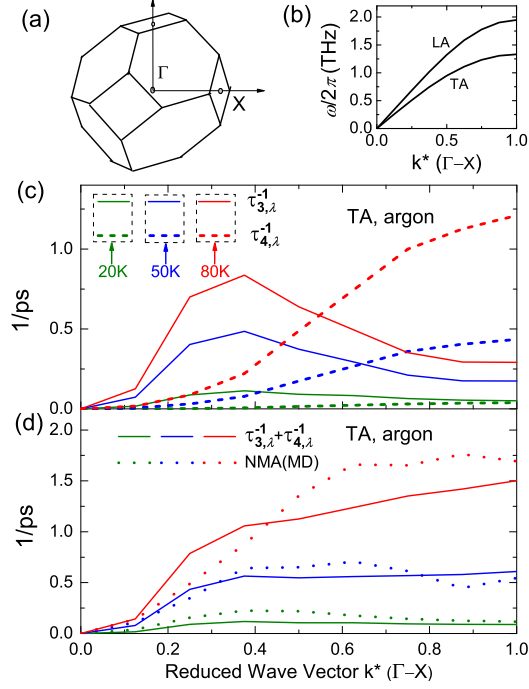 (a)
Γ
X
(b)
ω/2π (THz)
2.0
1.5
1.0
0.5
0.0
LA
TA
0.0 0.5 1.0
k* (Γ–X)
(c)
τ⁻¹₃,λ
τ⁻¹₄,λ
20K 50K 80K
TA, argon
1/ps
1.0
0.5
0.0
(d)
τ⁻¹₃,λ+τ⁻¹₄,λ
NMA(MD)
TA, argon
1/ps
2.0
1.5
1.0
0.5
0.0
0.0 0.2 0.4 0.6 0.8 1.0
Reduced Wave Vector k* (Γ–X)